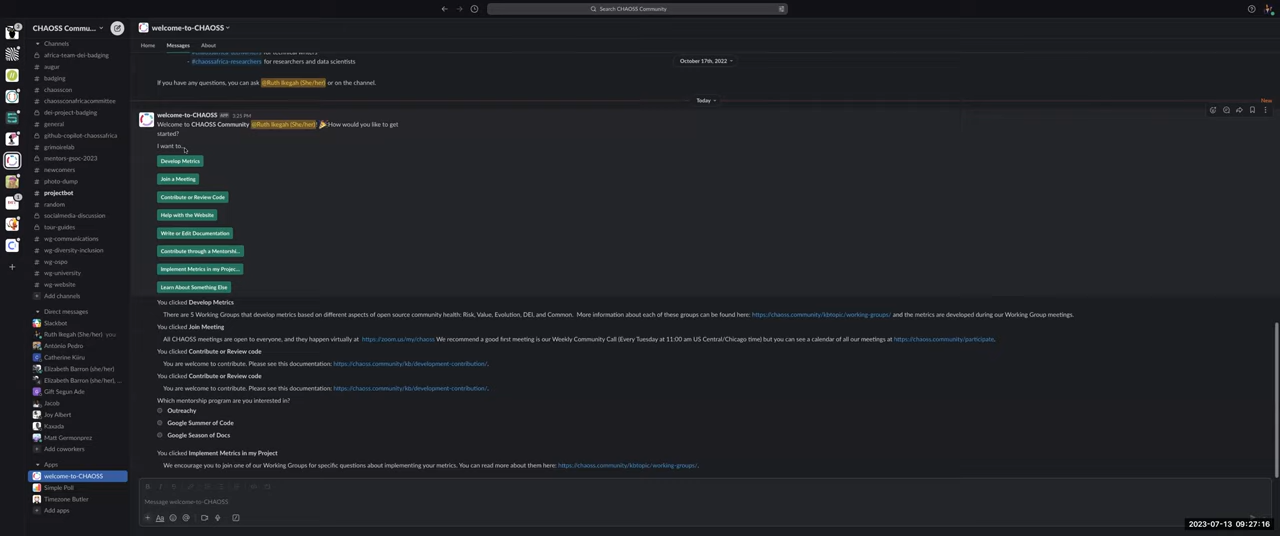 Search CHAOSS Community
CHAOSS Commu...
welcome-to-CHAOSS
Home Messages About
Channels
africa-team-dei-badging
augur
badging
chaosscon
chaossconafricacommittee
dei-project-badging
general
github-copilot-chaossafrica
grimoirelab
mentors-gsoc-2023
newcomers
photo-dump
projectbot
random
socialmedia-discussion
tour-guides
wg-communications
wg-diversity-inclusion
wg-ospo
wg-university
wg-website
Add channels
Direct messages
Slackbot
Ruth Ikegah (She/her) you
Antonio Pedro
Catherine Kiiru
Elizabeth Barron (she/her)
Elizabeth Barron (she/her), ...
Gift Segun Ade
Jacob
Joy Albert
Kaxada
Matt Germonprez
Add coworkers
Apps
welcome-to-CHAOSS
Simple Poll
Timezone Butler
Add apps
for technical writers
- #chaossafrica-researchers for researchers and data scientists
October 17th, 2022
If you have any questions, you can ask @Ruth Ikegah (She/her) or on the channel.
Today
New
welcome-to-CHAOSS APP 3:21 PM
Welcome to CHAOSS Community @Ruth Ikegah (She/her)! 🎉 How would you like to get
started?
I want to...
Develop Metrics
Join a Meeting
Contribute or Review Code
Help with the Website
Write or Edit Documentation
Contribute through a Mentorshi...
Implement Metrics in my Projec...
Learn About Something Else
You clicked Develop Metrics
There are 5 Working Groups that develop metrics based on different aspects of open source community health: Risk, Value, Evolution, DEI, and Common. More information about each of these groups can be found here: https://chaoss.community/kbtopic/working-groups/ and the metrics are developed during our Working Group meetings.
You clicked Join Meeting
All CHAOSS meetings are open to everyone, and they happen virtually at https://zoom.us/my/chaoss We recommend a good first meeting is our Weekly Community Call (Every Tuesday at 11:00 am US Central/Chicago time) but you can see a calendar of all our meetings at https://chaoss.community/participate.
You clicked Contribute or Review code
You are welcome to contribute. Please see this documentation: https://chaoss.community/kb/development-contribution/.
You clicked Contribute or Review code
You are welcome to contribute. Please see this documentation: https://chaoss.community/kb/development-contribution/.
Which mentorship program are you interested in?
Outreachy
Google Summer of Code
Google Season of Docs
You clicked Implement Metrics in my Project
We encourage you to join one of our Working Groups for specific questions about implementing your metrics. You can read more about them here: https://chaoss.community/kbtopic/working-groups/.
Message welcome-to-CHAOSS
2023-07-13 09:27:16